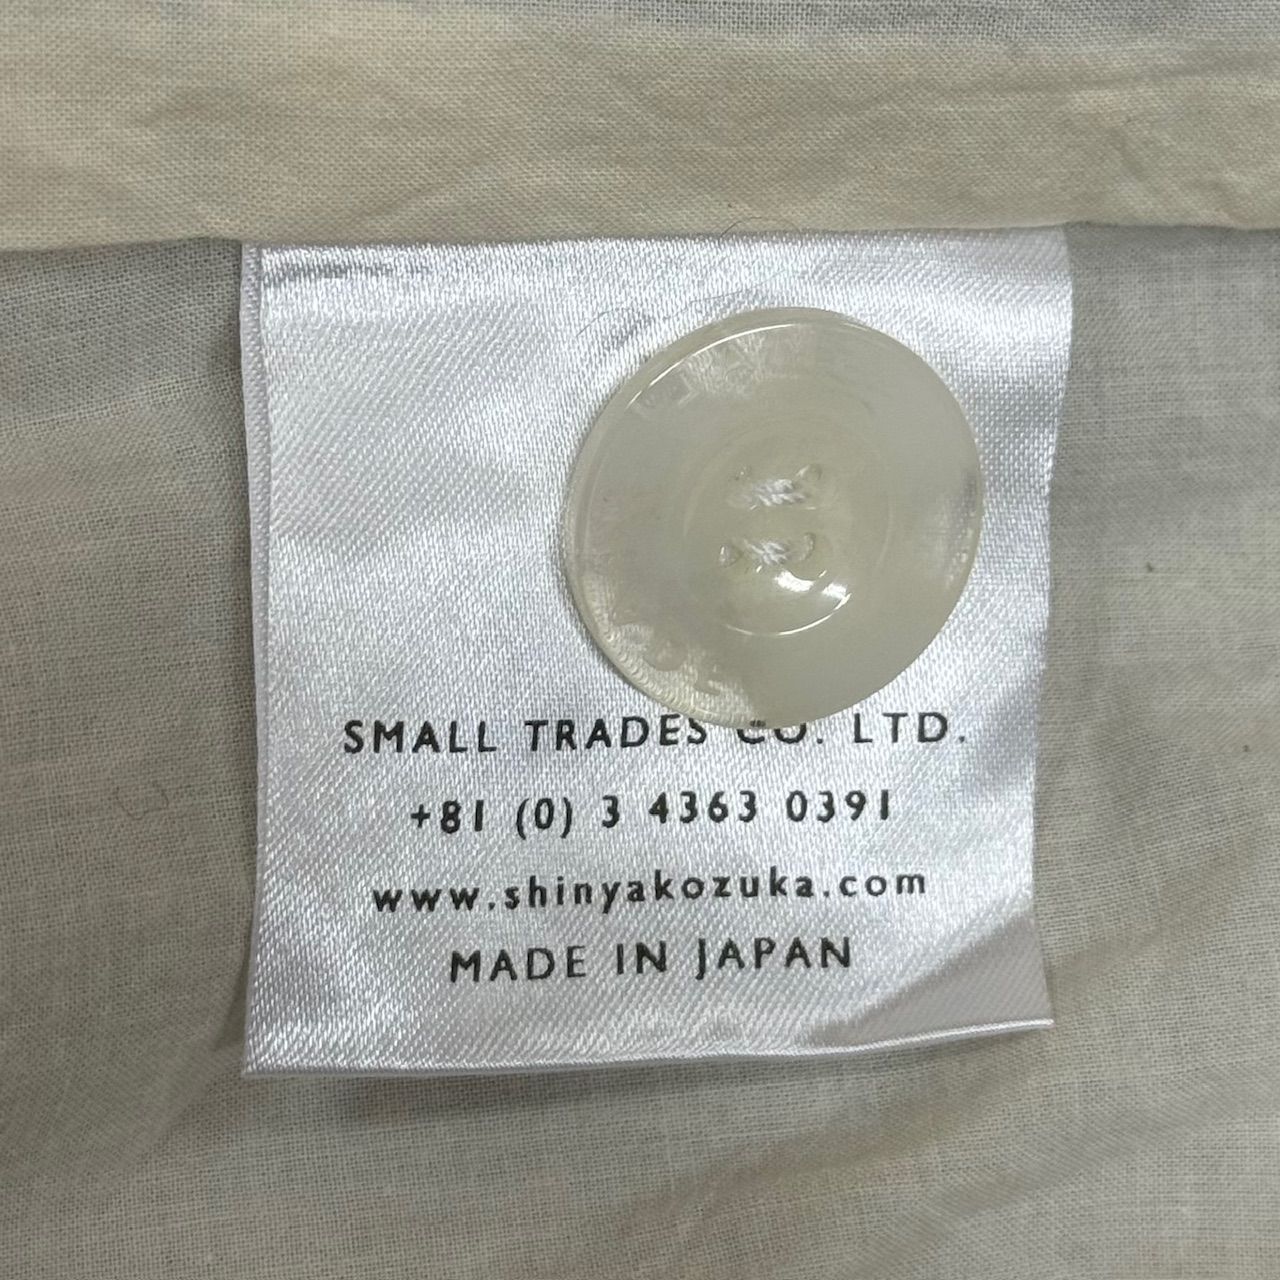 SMALL TRADES CO. LTD.
+81 (0) 3 4363 0391
www.shinyakozuka.com
MADE IN JAPAN